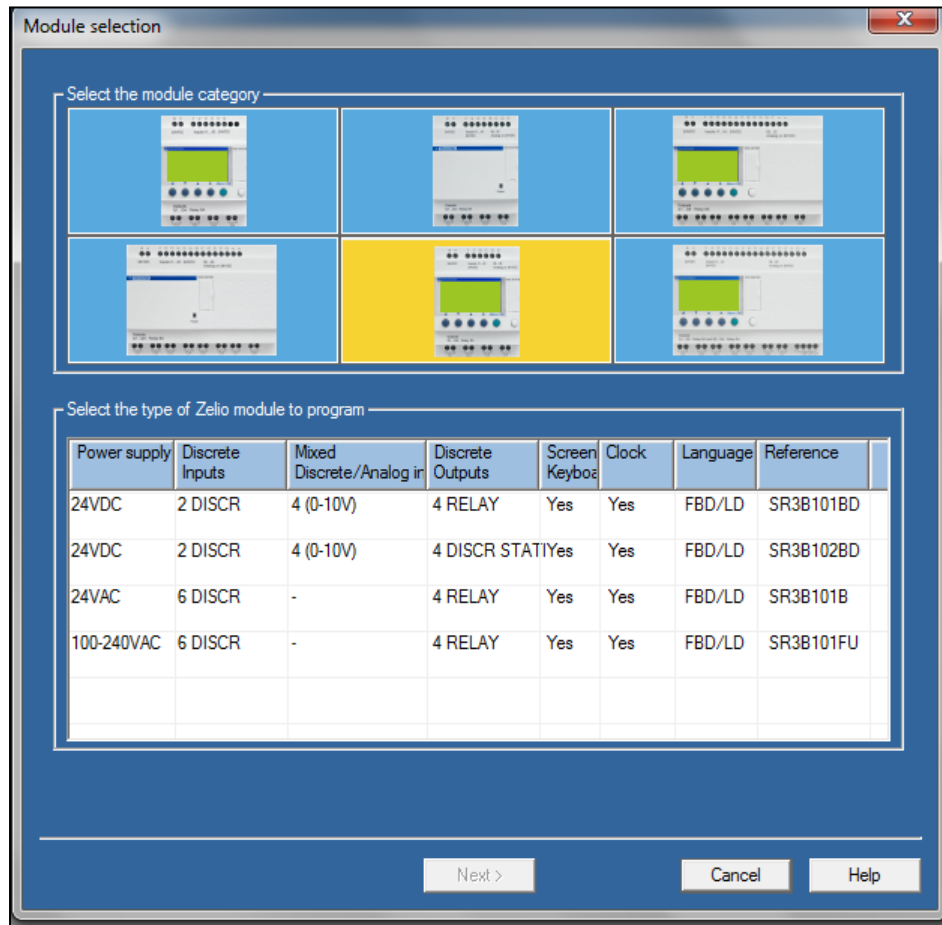 Module selection
Select the module category
Select the type of Zelio module to program
Power supply Discrete Inputs Mixed Discrete/Analog in Discrete Outputs Screen Keyboa Clock Language Reference
24VDC 2 DISCR 4 (0-10V) 4 RELAY Yes Yes FBD/LD SR3B101BD
24VDC 2 DISCR 4 (0-10V) 4 DISCR STATI Yes Yes FBD/LD SR3B102BD
24VAC 6 DISCR - 4 RELAY Yes Yes FBD/LD SR3B101B
100-240VAC 6 DISCR - 4 RELAY Yes Yes FBD/LD SR3B101FU
Next >
Cancel
Help